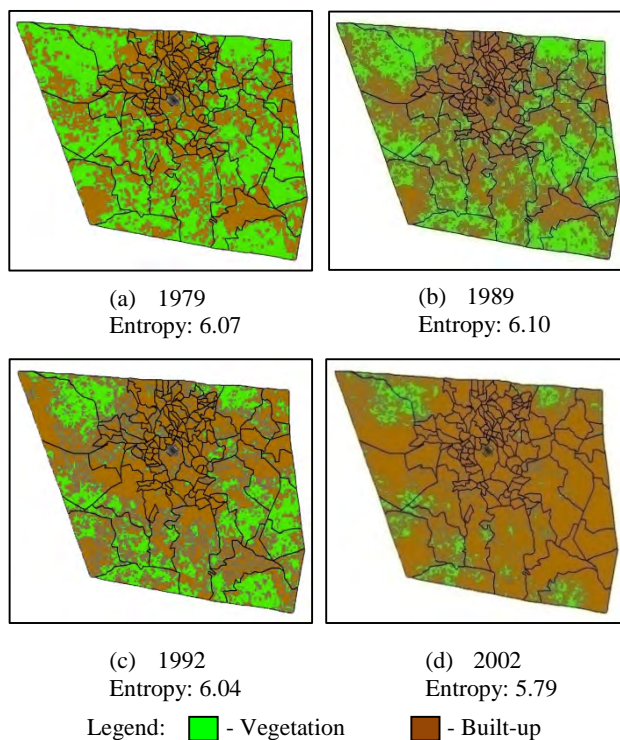 (a) 1979
Entropy: 6.07
(b) 1989
Entropy: 6.10
(c) 1992
Entropy: 6.04
(d) 2002
Entropy: 5.79
Legend: - Vegetation - Built-up